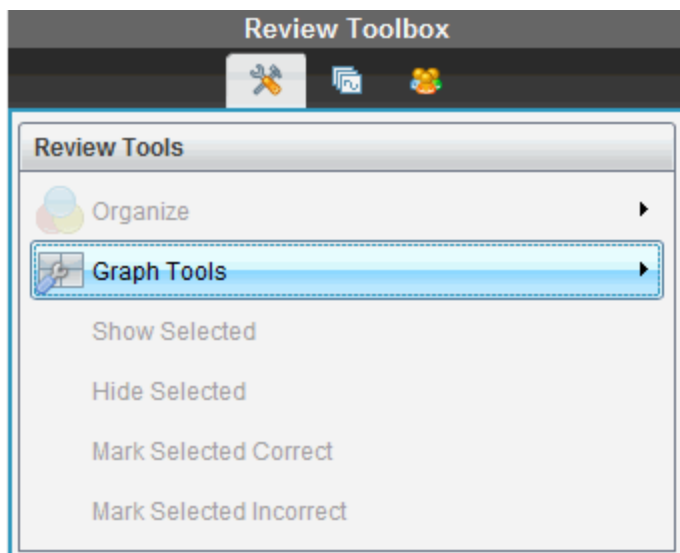 Review Toolbox
Review Tools
Organize
Graph Tools
Show Selected
Hide Selected
Mark Selected Correct
Mark Selected Incorrect